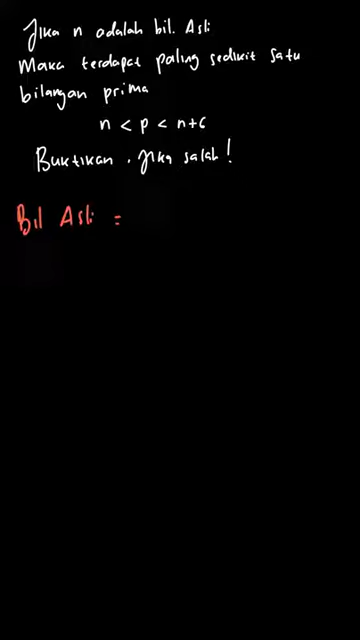 Jika n adalah bil. Asli
Maka terdapat paling sedikit satu
bilangan prima
n < p < n+6
Buktikan. Jika salah!
Bil Asli =